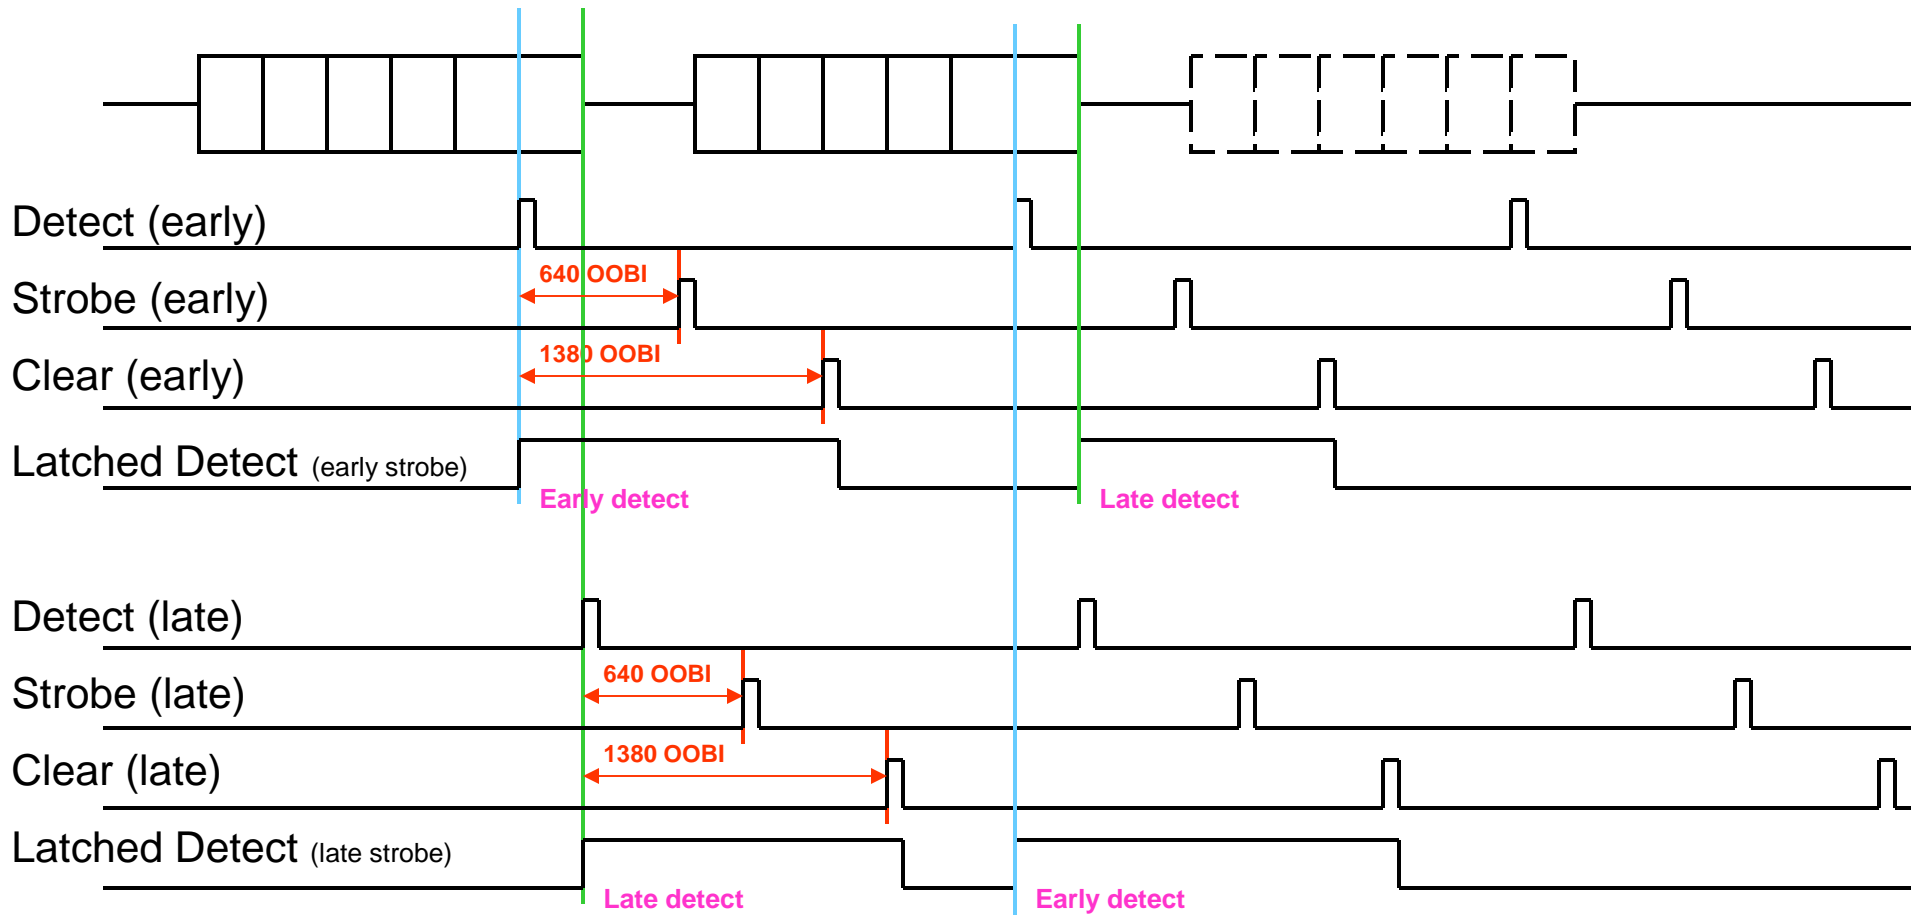 Detect (early)
640 OOBI
Strobe (early)
1380 OOBI
Clear (early)
Latched Detect (early strobe)
Early detect
Late detect
Detect (late)
640 OOBI
Strobe (late)
1380 OOBI
Clear (late)
Latched Detect (late strobe)
Late detect
Early detect